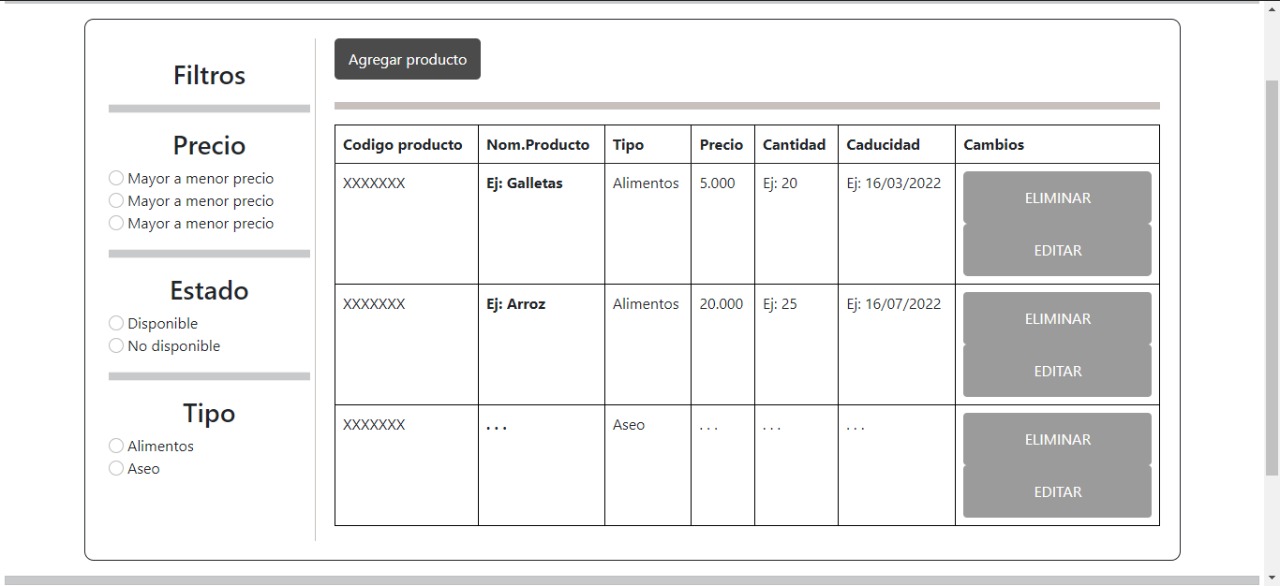 Filtros
Precio
Mayor a menor precio
Mayor a menor precio
Mayor a menor precio
Estado
Disponible
No disponible
Tipo
Alimentos
Aseo
Agregar producto
Codigo producto Nom.Producto Tipo Precio Cantidad Caducidad Cambios
XXXXXXX Ej: Galletas Alimentos 5.000 Ej: 20 Ej: 16/03/2022 ELIMINAR
EDITAR
XXXXXXX Ej: Arroz Alimentos 20.000 Ej: 25 Ej: 16/07/2022 ELIMINAR
EDITAR
XXXXXXX . . . Aseo . . . . . . . . . ELIMINAR
EDITAR